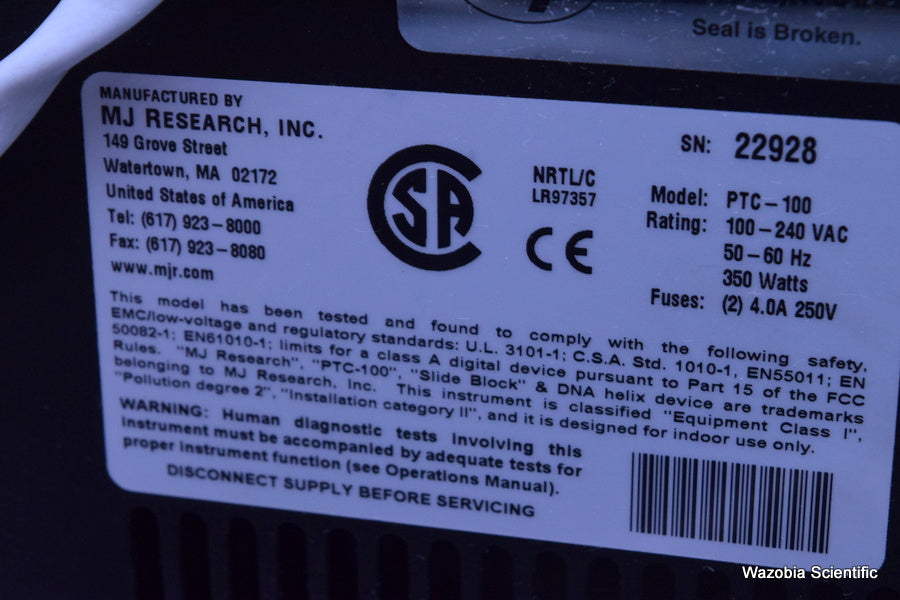 Seal is Broken.
MANUFACTURED BY
MJ RESEARCH, INC.
149 Grove Street
Watertown, MA 02172
United States of America
Tel: (617) 923-8000
Fax: (617) 923-8080
www.mjr.com
CSA
NRTL/C
LR97357
CE
SN: 22928
Model: PTC-100
Rating: 100-240 VAC
50-60 Hz
350 Watts
Fuses: (2) 4.0A 250V
This model has been tested and found to comply with the following safety,
EMC/low-voltage and regulatory standards: U.L. 3101-1; C.S.A. Std. 1010-1, EN55011; EN
50082-1; EN61010-1; limits for a class A digital device pursuant to Part 15 of the FCC
Rules. "MJ Research", "PTC-100", "Slide Block" & DNA helix device are trademarks
belonging to MJ Research, Inc. This instrument is classified "Equipment Class I",
"Pollution degree 2", "Installation category II", and it is designed for indoor use only.
WARNING: Human diagnostic tests involving this
instrument must be accompanied by adequate tests for
proper instrument function (see Operations Manual).
DISCONNECT SUPPLY BEFORE SERVICING
Wazobia Scientific